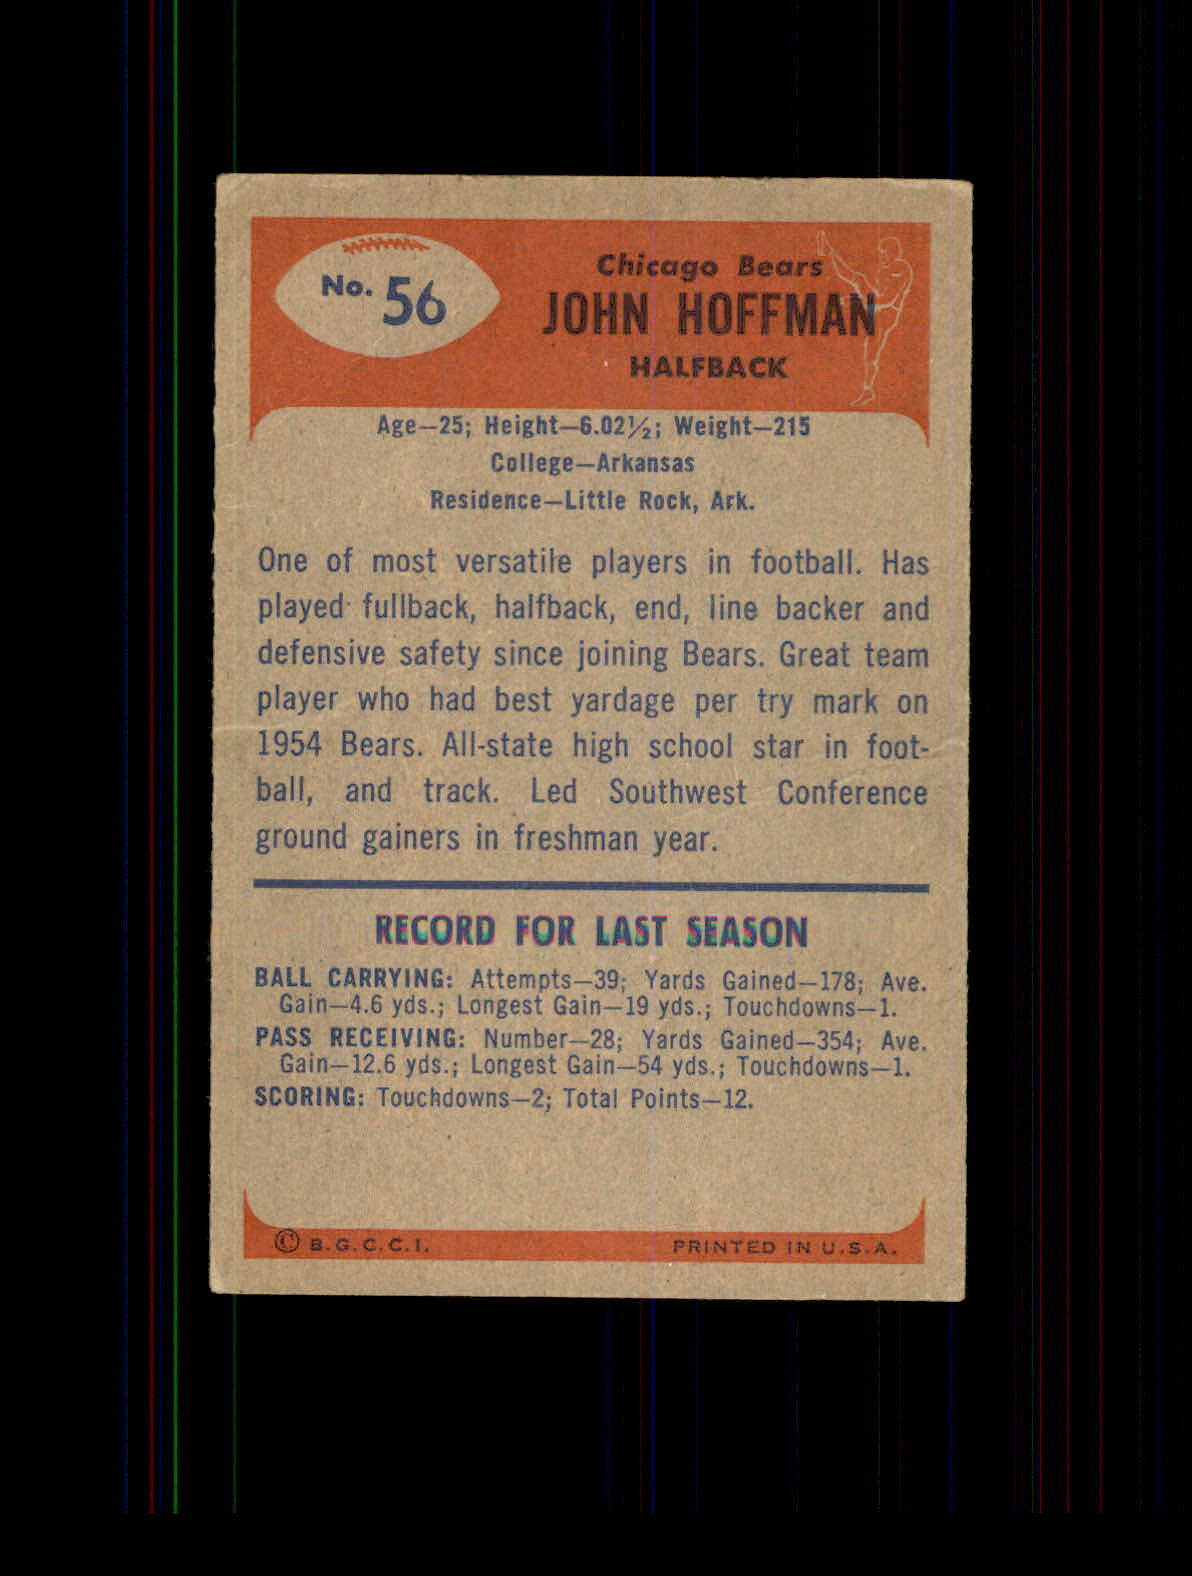 No. 56
Chicago Bears
JOHN HOFFMAN
HALFBACK
Age—25; Height—6.02½; Weight—215
College—Arkansas
Residence—Little Rock, Ark.
One of most versatile players in football. Has
played fullback, halfback, end, line backer and
defensive safety since joining Bears. Great team
player who had best yardage per try mark on
1954 Bears. All-state high school star in foot-
ball, and track. Led Southwest Conference
ground gainers in freshman year.
RECORD FOR LAST SEASON
BALL CARRYING: Attempts—39; Yards Gained—178; Ave.
Gain—4.6 yds.; Longest Gain—19 yds.; Touchdowns—1.
PASS RECEIVING: Number—28; Yards Gained—354; Ave.
Gain—12.6 yds.; Longest Gain—54 yds.; Touchdowns—1.
SCORING: Touchdowns—2; Total Points—12.
© B.G.C.C.I.
PRINTED IN U.S.A.